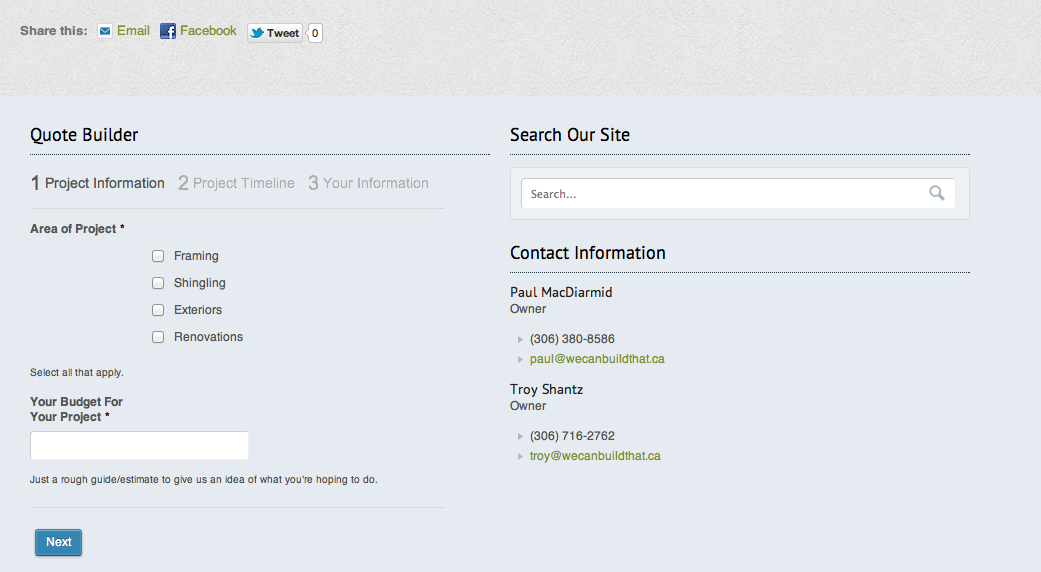 Share this: Email Facebook Tweet 0
Quote Builder
1 Project Information 2 Project Timeline 3 Your Information
Area of Project *
Framing
Shingling
Exteriors
Renovations
Select all that apply.
Your Budget For
Your Project *
Just a rough guide/estimate to give us an idea of what you're hoping to do.
Next
Search Our Site
Search...
Contact Information
Paul MacDiarmid
Owner
(306) 380-8586
paul@wecanbuildthat.ca
Troy Shantz
Owner
(306) 716-2762
troy@wecanbuildthat.ca